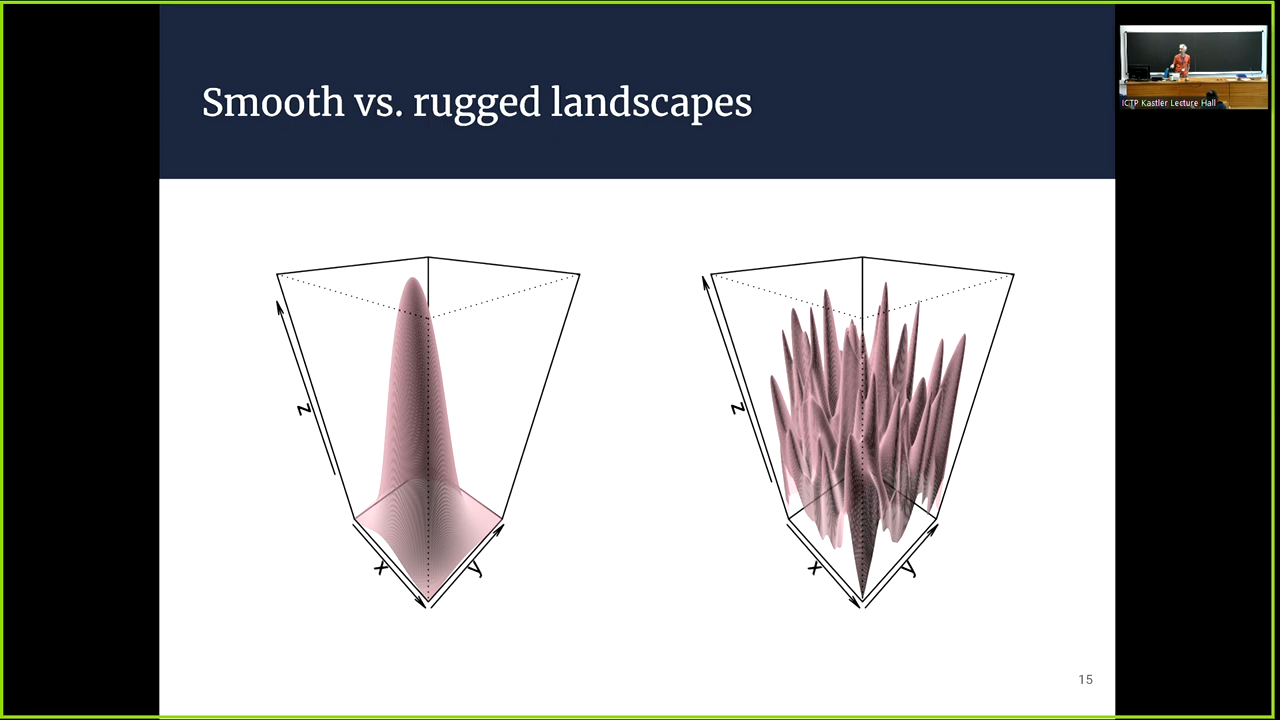 Smooth vs. rugged landscapes
ICTP Kastler Lecture Hall
Z
X
Y
Z
X
Y
15